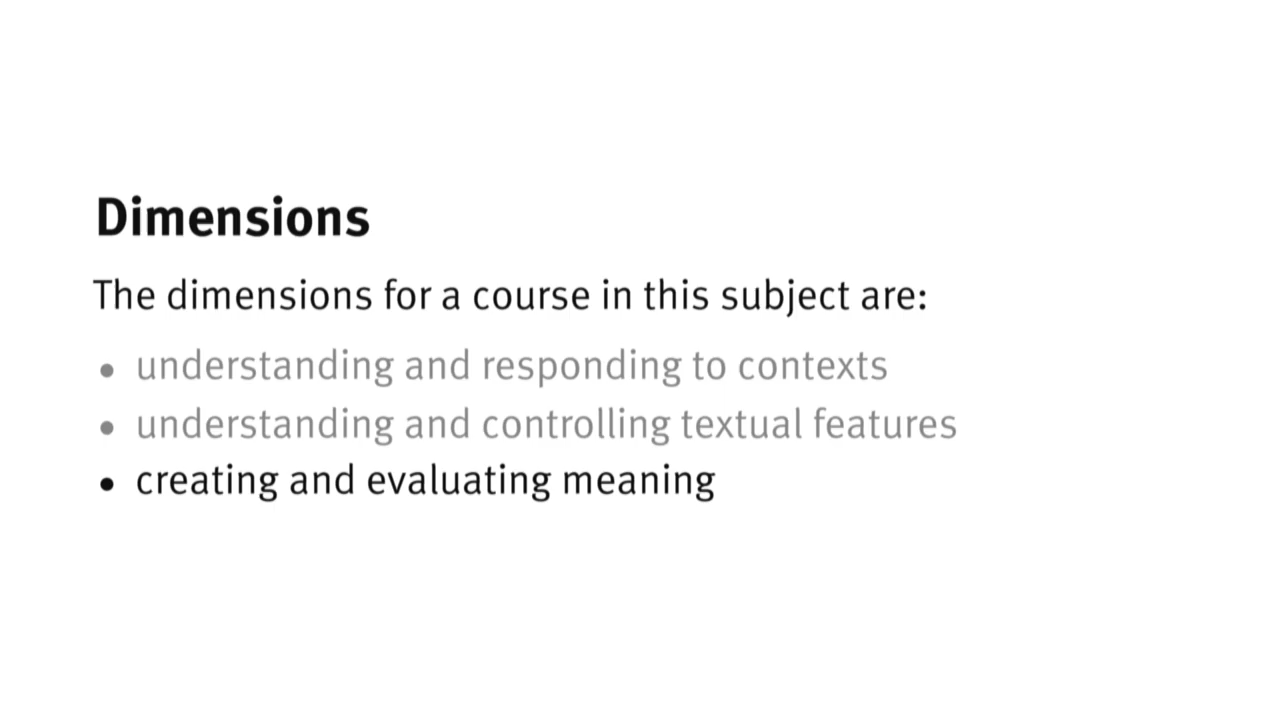 Dimensions
The dimensions for a course in this subject are:
• understanding and responding to contexts
• understanding and controlling textual features
• creating and evaluating meaning